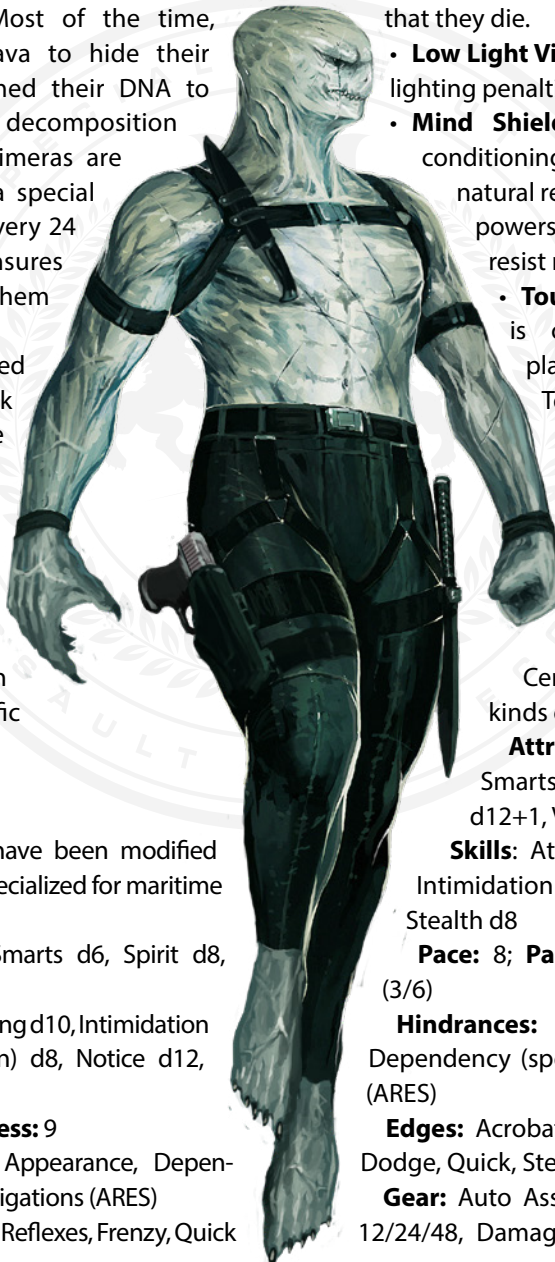 Most of the time,
ava to hide their
ned their DNA to
decomposition
imeras are
a special
very 24
nsures
hem
ed
k
e
n
fic
have been modified
ecialized for maritime
Smarts d6, Spirit d8,
ng d10, Intimidation
n) d8, Notice d12,
ess: 9
Appearance, Depen-
igations (ARES)
Reflexes, Frenzy, Quick
that they die.
• Low Light Vi
lighting penalt
• Mind Shiel
conditioning
natural re
powers
resist
• Tou
is
pla
To
Cer
kinds
Attr
Smarts
d12+1,
Skills: At
Intimidation
Stealth d8
Pace: 8; Pa
(3/6)
Hindrances:
Dependency (spe
(ARES)
Edges: Acrobat
Dodge, Quick, Ste
Gear: Auto Ass
12/24/48, Damag